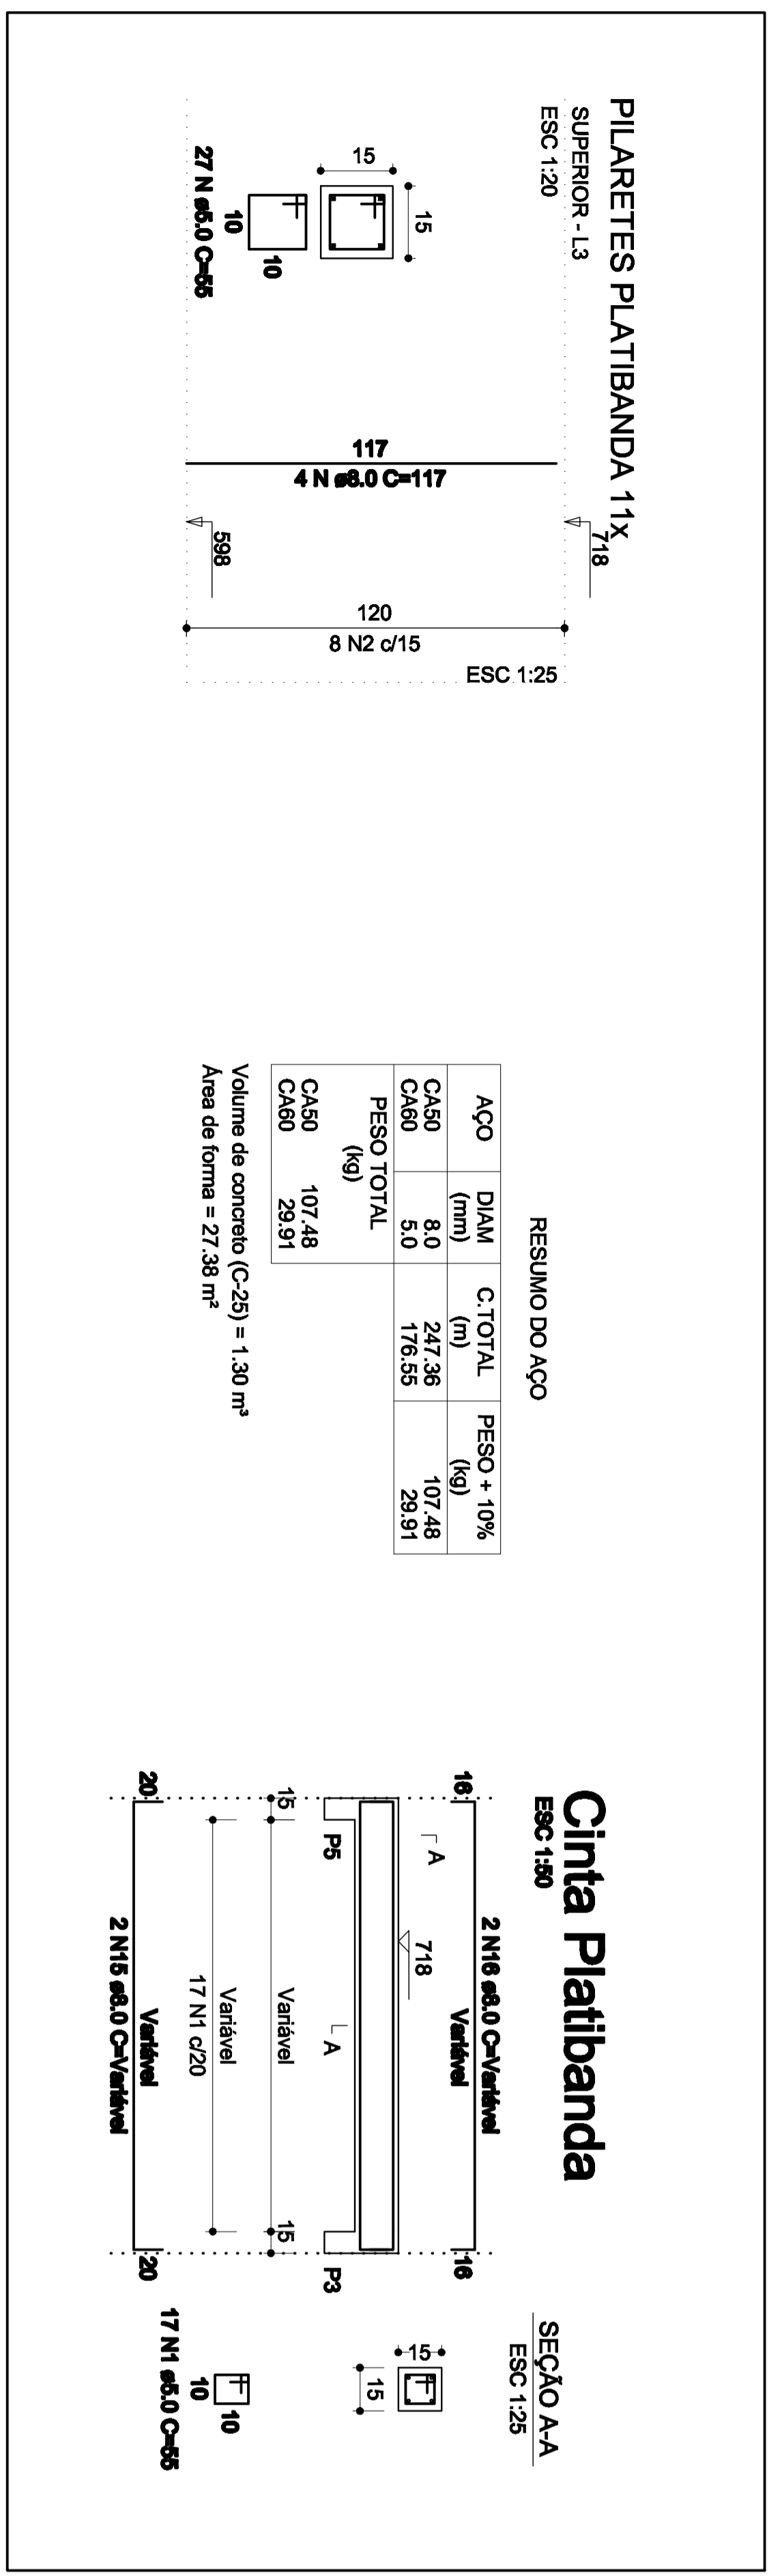 PILARETES PLATIBANDA 11x
SUPERIOR - L3
ESC 1:20
15
15
10
10
27 N ø5.0 C=55
117
4 N ø8.0 C=117
718
598
120
8 N2 c/15
ESC 1:25
RESUMO DO AÇO
AÇO DIAM C.TOTAL PESO + 10%
(mm) (m) (kg)
CA50 8.0 247.36 107.48
CA60 5.0 176.55 29.91
PESO TOTAL
(kg)
CA50 107.48
CA60 29.91
Volume de concreto (C-25) = 1.30 m³
Área de forma = 27.38 m²
Cinta Platibanda
ESC 1:50
2 N16 ø8.0 C=Variável
16 Variável 16
A
718
P5 A P3
15 Variável 15
Variável
17 N1 c/20
20 Variável 20
2 N15 ø8.0 C=Variável
SEÇÃO A-A
ESC 1:25
15
15
10
10
17 N1 ø5.0 C=55